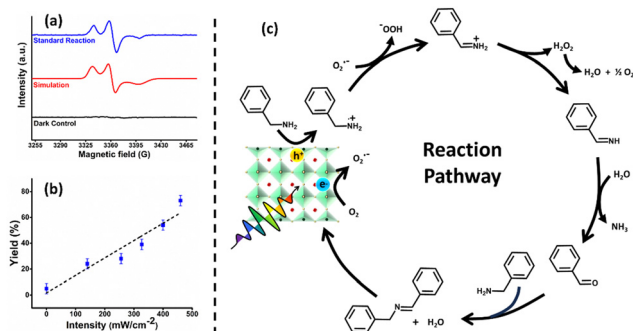 (a)
Standard Reaction
Simulation
Dark Control
Intensity (a.u.)
3255 3290 3325 3360 3395 3430 3465
Magnetic field (G)
(b)
Yield (%)
80
60
40
20
0
0 100 200 300 400 500
Intensity (mW/cm⁻²)
(c)
⁻OOH
O₂•⁻
NH₂
+
H₂O₂
H₂O + ½ O₂
NH₂
NH₂
•+
NH
h⁺
O₂•⁻
e⁻
O₂
Reaction
Pathway
H₂O
NH₃
H₂N
O
N
+ H₂O